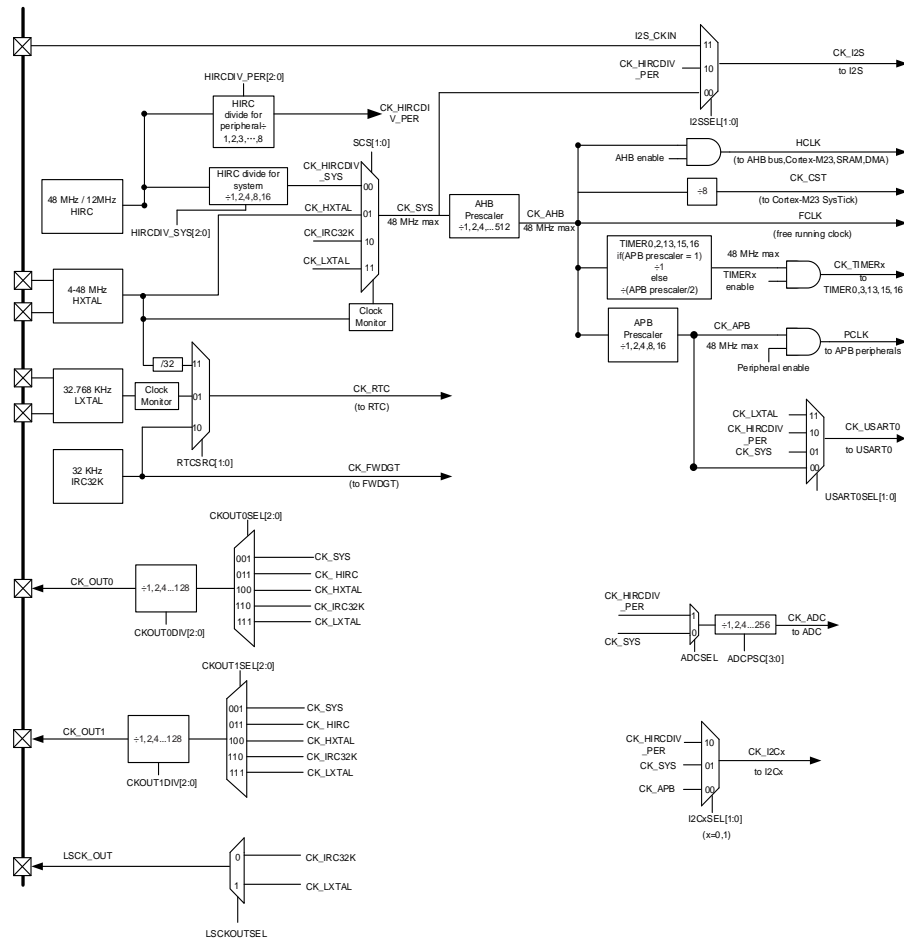 I2S_CKIN
11
CK_HIRCDIV
_PER
10
00
CK_I2S
to I2S
I2SSEL[1:0]
HIRCDIV_PER[2:0]
HIRC
divide for
peripheral÷
1,2,3,···,8
CK_HIRCDI
V_PER
SCS[1:0]
48 MHz / 12MHz
HIRC
HIRC divide for
system
÷1,2,4,8,16
HIRCDIV_SYS[2:0]
CK_HIRCDIV
_SYS
00
CK_HXTAL
01
CK_IRC32K
10
CK_LXTAL
11
CK_SYS
48 MHz max
AHB
Prescaler
÷1,2,4,...512
CK_AHB
48 MHz max
Clock
Monitor
AHB enable
HCLK
(to AHB bus,Cortex-M23,SRAM,DMA)
÷8
CK_CST
(to Cortex-M23 SysTick)
FCLK
(free running clock)
TIMER0,2,13,15,16
if(APB prescaler = 1)
÷1
else
÷(APB prescaler/2)
48 MHz max
TIMERx
enable
CK_TIMERx
to
TIMER0,3,13,15,16
APB
Prescaler
÷1,2,4,8,16
CK_APB
48 MHz max
Peripheral enable
PCLK
to APB peripherals
4-48 MHz
HXTAL
/32
11
32.768 KHz
LXTAL
Clock
Monitor
01
10
CK_RTC
(to RTC)
RTCSRC[1:0]
32 KHz
IRC32K
CK_FWDGT
(to FWDGT)
CK_LXTAL
11
CK_HIRCDIV
_PER
10
CK_SYS
01
00
CK_USART0
to USART0
USART0SEL[1:0]
CKOUT0SEL[2:0]
CK_OUT0
÷1,2,4...128
CKOUT0DIV[2:0]
001
CK_SYS
011
CK_ HIRC
100
CK_HXTAL
110
CK_IRC32K
111
CK_LXTAL
CK_HIRCDIV
_PER
1
CK_SYS
0
ADCSEL
÷1,2,4...256
ADCPSC[3:0]
CK_ADC
to ADC
CKOUT1SEL[2:0]
CK_OUT1
÷1,2,4...128
CKOUT1DIV[2:0]
001
CK_SYS
011
CK_ HIRC
100
CK_HXTAL
110
CK_IRC32K
111
CK_LXTAL
CK_HIRCDIV
_PER
10
CK_SYS
01
CK_APB
00
CK_I2Cx
to I2Cx
I2CxSEL[1:0]
(x=0,1)
LSCK_OUT
0
CK_IRC32K
1
CK_LXTAL
LSCKOUTSEL